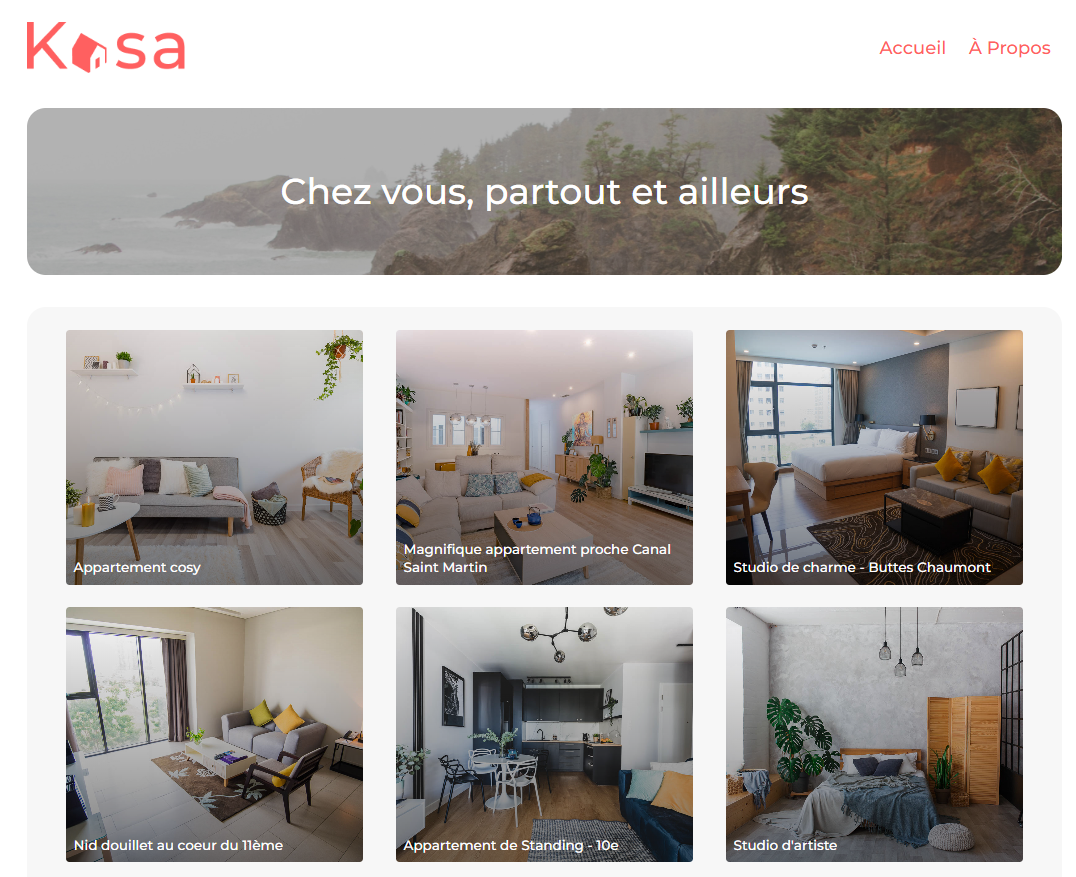 Kasa
Accueil
À Propos
Chez vous, partout et ailleurs
Appartement cosy
Magnifique appartement proche Canal
Saint Martin
Studio de charme - Buttes Chaumont
Nid douillet au coeur du 11ème
Appartement de Standing - 10e
Studio d'artiste